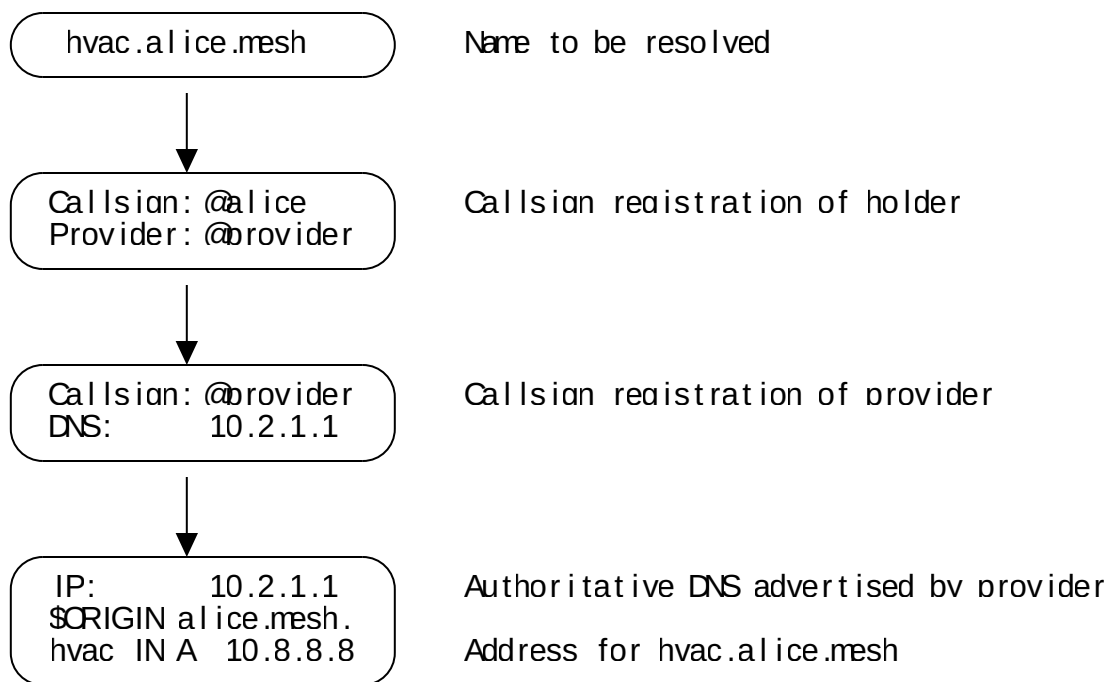 hvac.alice.mesh    Name to be resolved
Callsign: @alice    Callsign registration of holder
Provider: @provider
Callsign: @provider    Callsign registration of provider
DNS:    10.2.1.1
IP:    10.2.1.1    Authoritative DNS advertised by provider
$ORIGIN alice.mesh.
hvac IN A 10.8.8.8    Address for hvac.alice.mesh